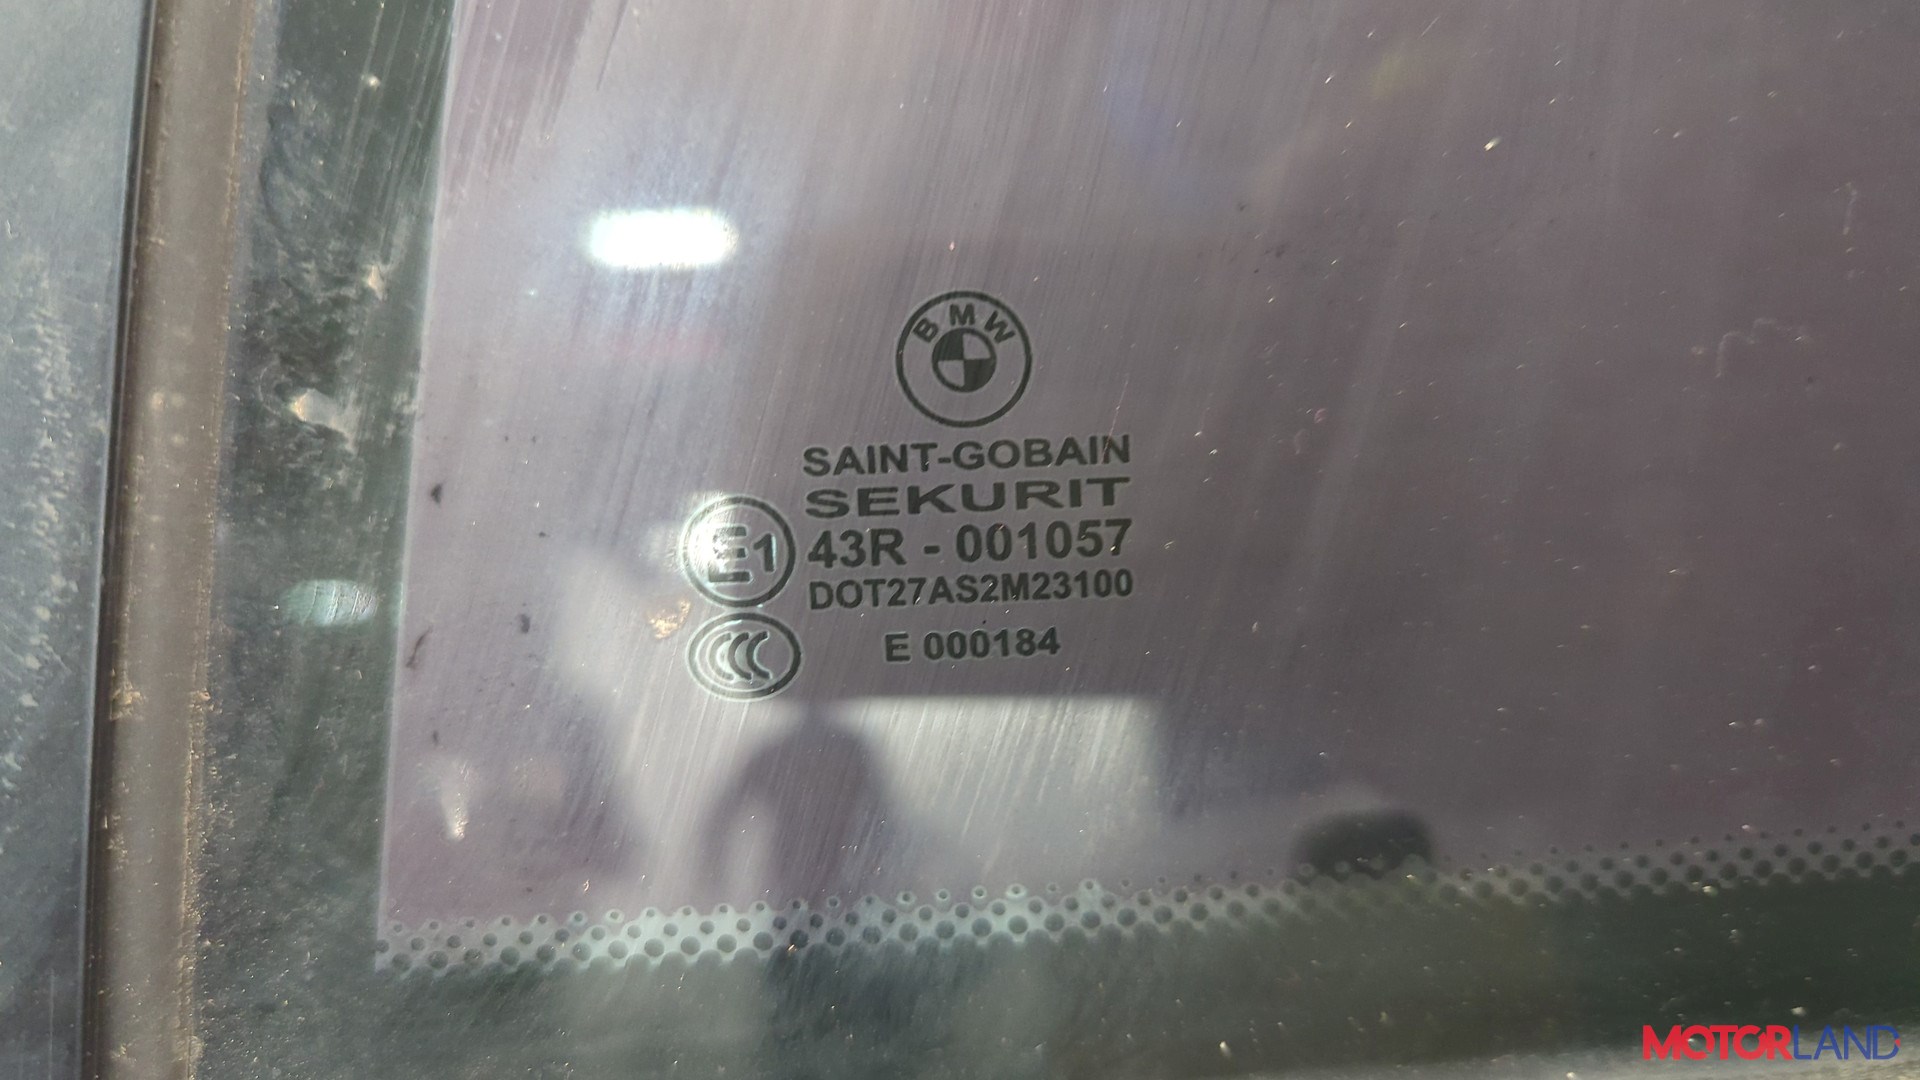 BMW
SAINT-GOBAIN
SEKURIT
E1 43R - 001057
DOT27AS2M23100
CCC E 000184
MOTORLAND